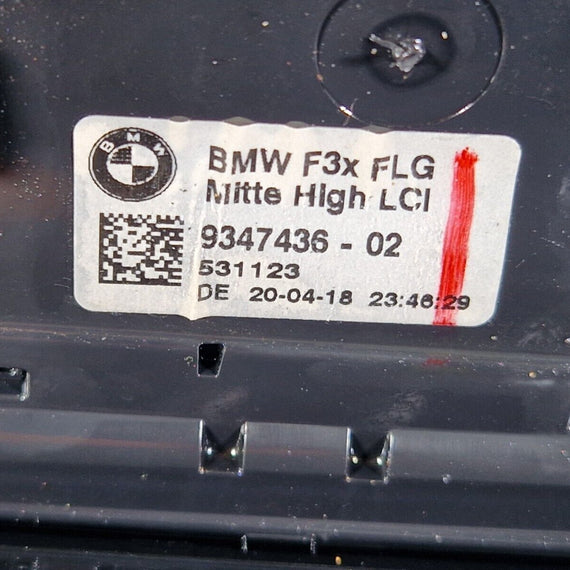 BMW
BMW F3x FLG
Mitte High LCI
9347436 - 02
531123
DE 20-04-18 23:46:29